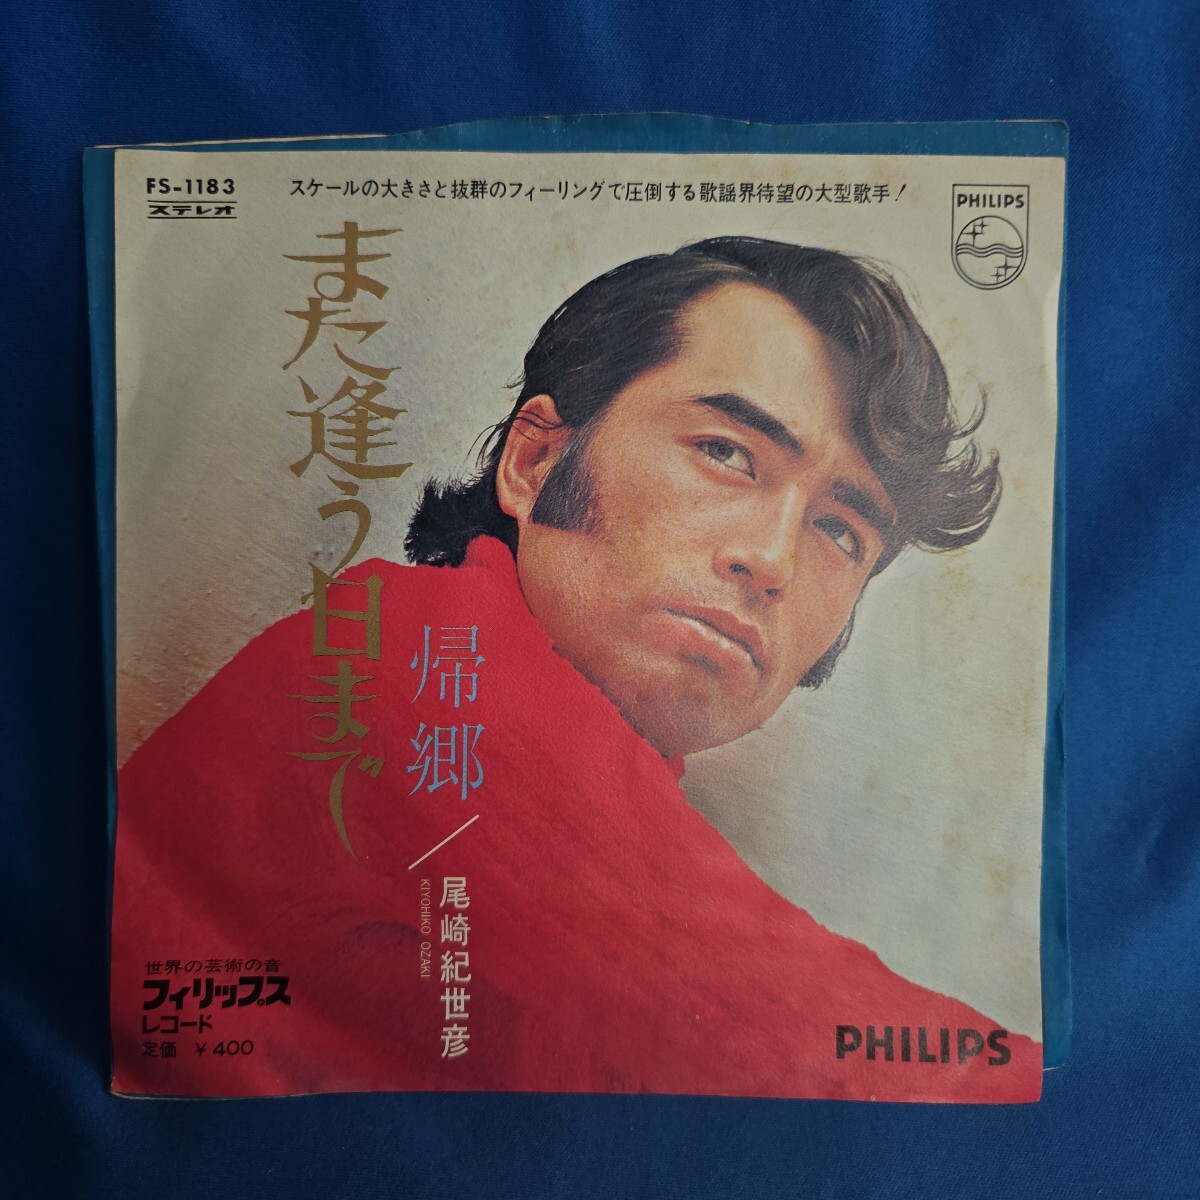 FS-1183
ステレオ
スケールの大きさと抜群のフィーリングで圧倒する歌謡界待望の大型歌手!
PHILIPS
また逢う日まで
帰郷/尾崎紀世彦
KIYOHIKO OZAKI
世界の芸術の音
フィリップス
レコード
定価 ¥400
PHILIPS